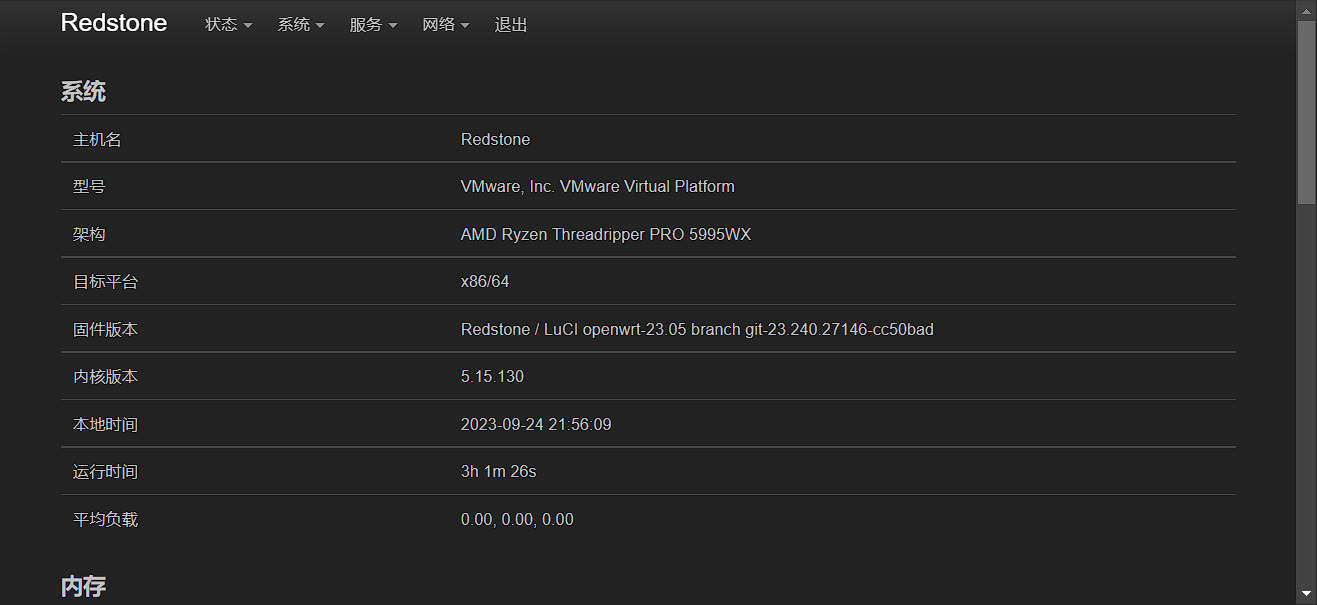 Redstone 状态 系统 服务 网络 退出
系统
主机名 Redstone
型号 VMware, Inc. VMware Virtual Platform
架构 AMD Ryzen Threadripper PRO 5995WX
目标平台 x86/64
固件版本 Redstone / LuCI openwrt-23.05 branch git-23.240.27146-cc50bad
内核版本 5.15.130
本地时间 2023-09-24 21:56:09
运行时间 3h 1m 26s
平均负载 0.00, 0.00, 0.00
内存